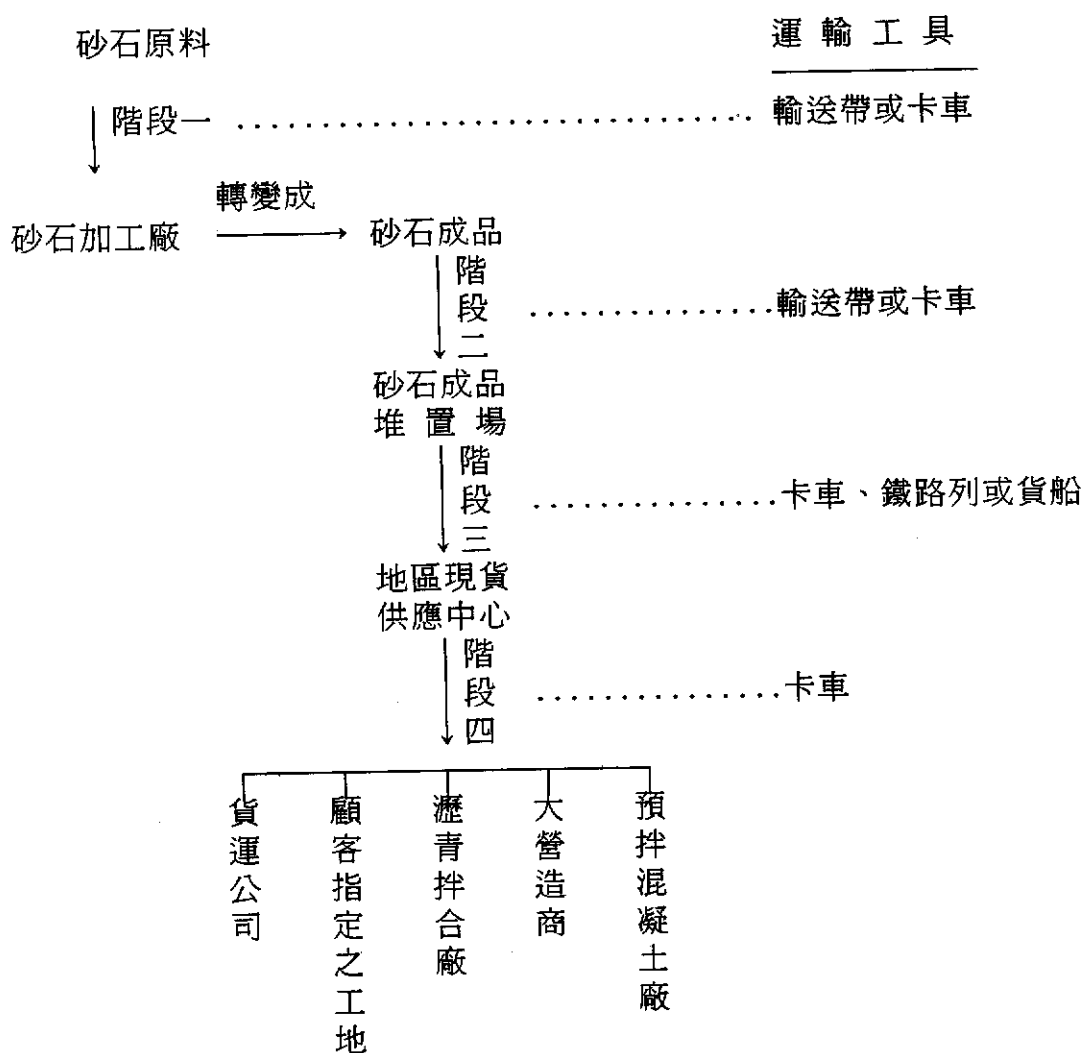 砂石原料
運輸工具
階段一 ................................ 輸送帶或卡車
轉變成
砂石加工廠
砂石成品
階段二
...............輸送帶或卡車
砂石成品
堆置場
階段三
...............卡車、鐵路列或貨船
地區現貨
供應中心
階段四
...............卡車
貨運公司
顧客指定之工地
瀝青拌合廠
大營造商
預拌混凝土廠